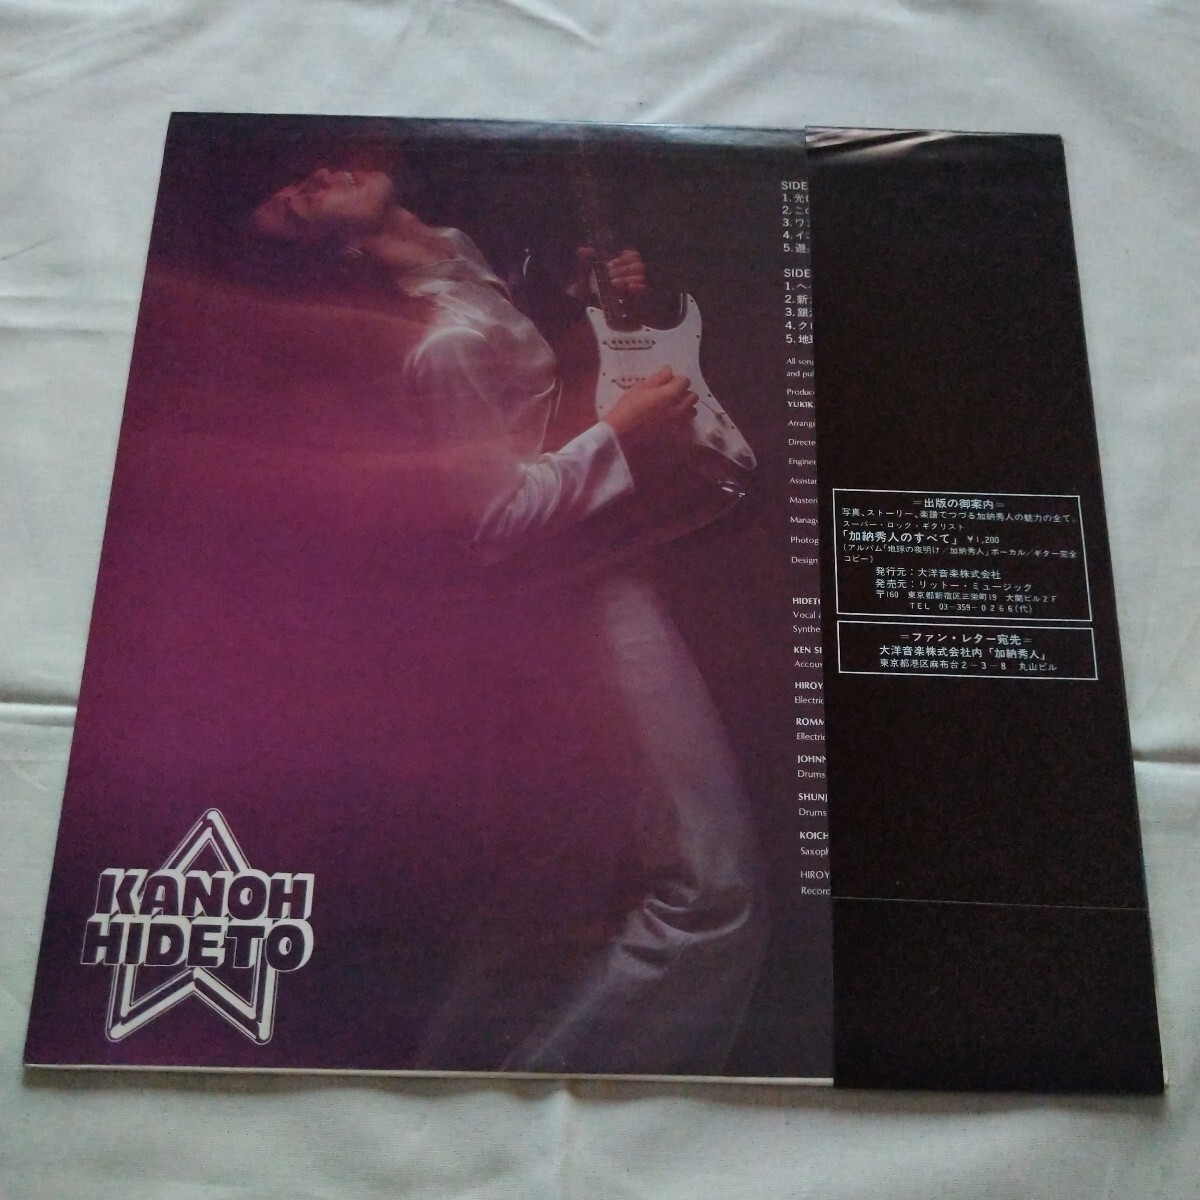 SIDE
1.光
2.この
3.ワ
4.イ
5.遊
SIDE
1.ヘ
2.新
3.銀
4.ク
5.地球
All song
and pu
Produc
YUKIK
Arrange
Directe
Enginee
Assistan
Masteri
Manage
Photog
Design
HIDETO
Vocal
Synthe
KEN SI
Accous
HIROY
Ellectric
ROMM
Ellectric
JOHNN
Drums
SHUNJ
Drums
KOICH
Saxoph
HIROY
Record
KANOH
HIDETO
=出版の御案内=
写真、ストーリー、楽譜でつづる加納秀人の魅力の全て。
スーパー・ロック・ギタリスト
「加納秀人のすべて」 ¥1,200
(アルバム「地球の夜明け/加納秀人」ボーカル/ギター完全
コピー)
発行元:大洋音楽株式会社
発売元:リットー・ミュージック
〒160 東京都新宿区三栄町19 大関ビル2F
TEL 03-359-0266(代)
=ファン・レター宛先=
大洋音楽株式会社内「加納秀人」
東京都港区麻布台2-3-8 丸山ビル